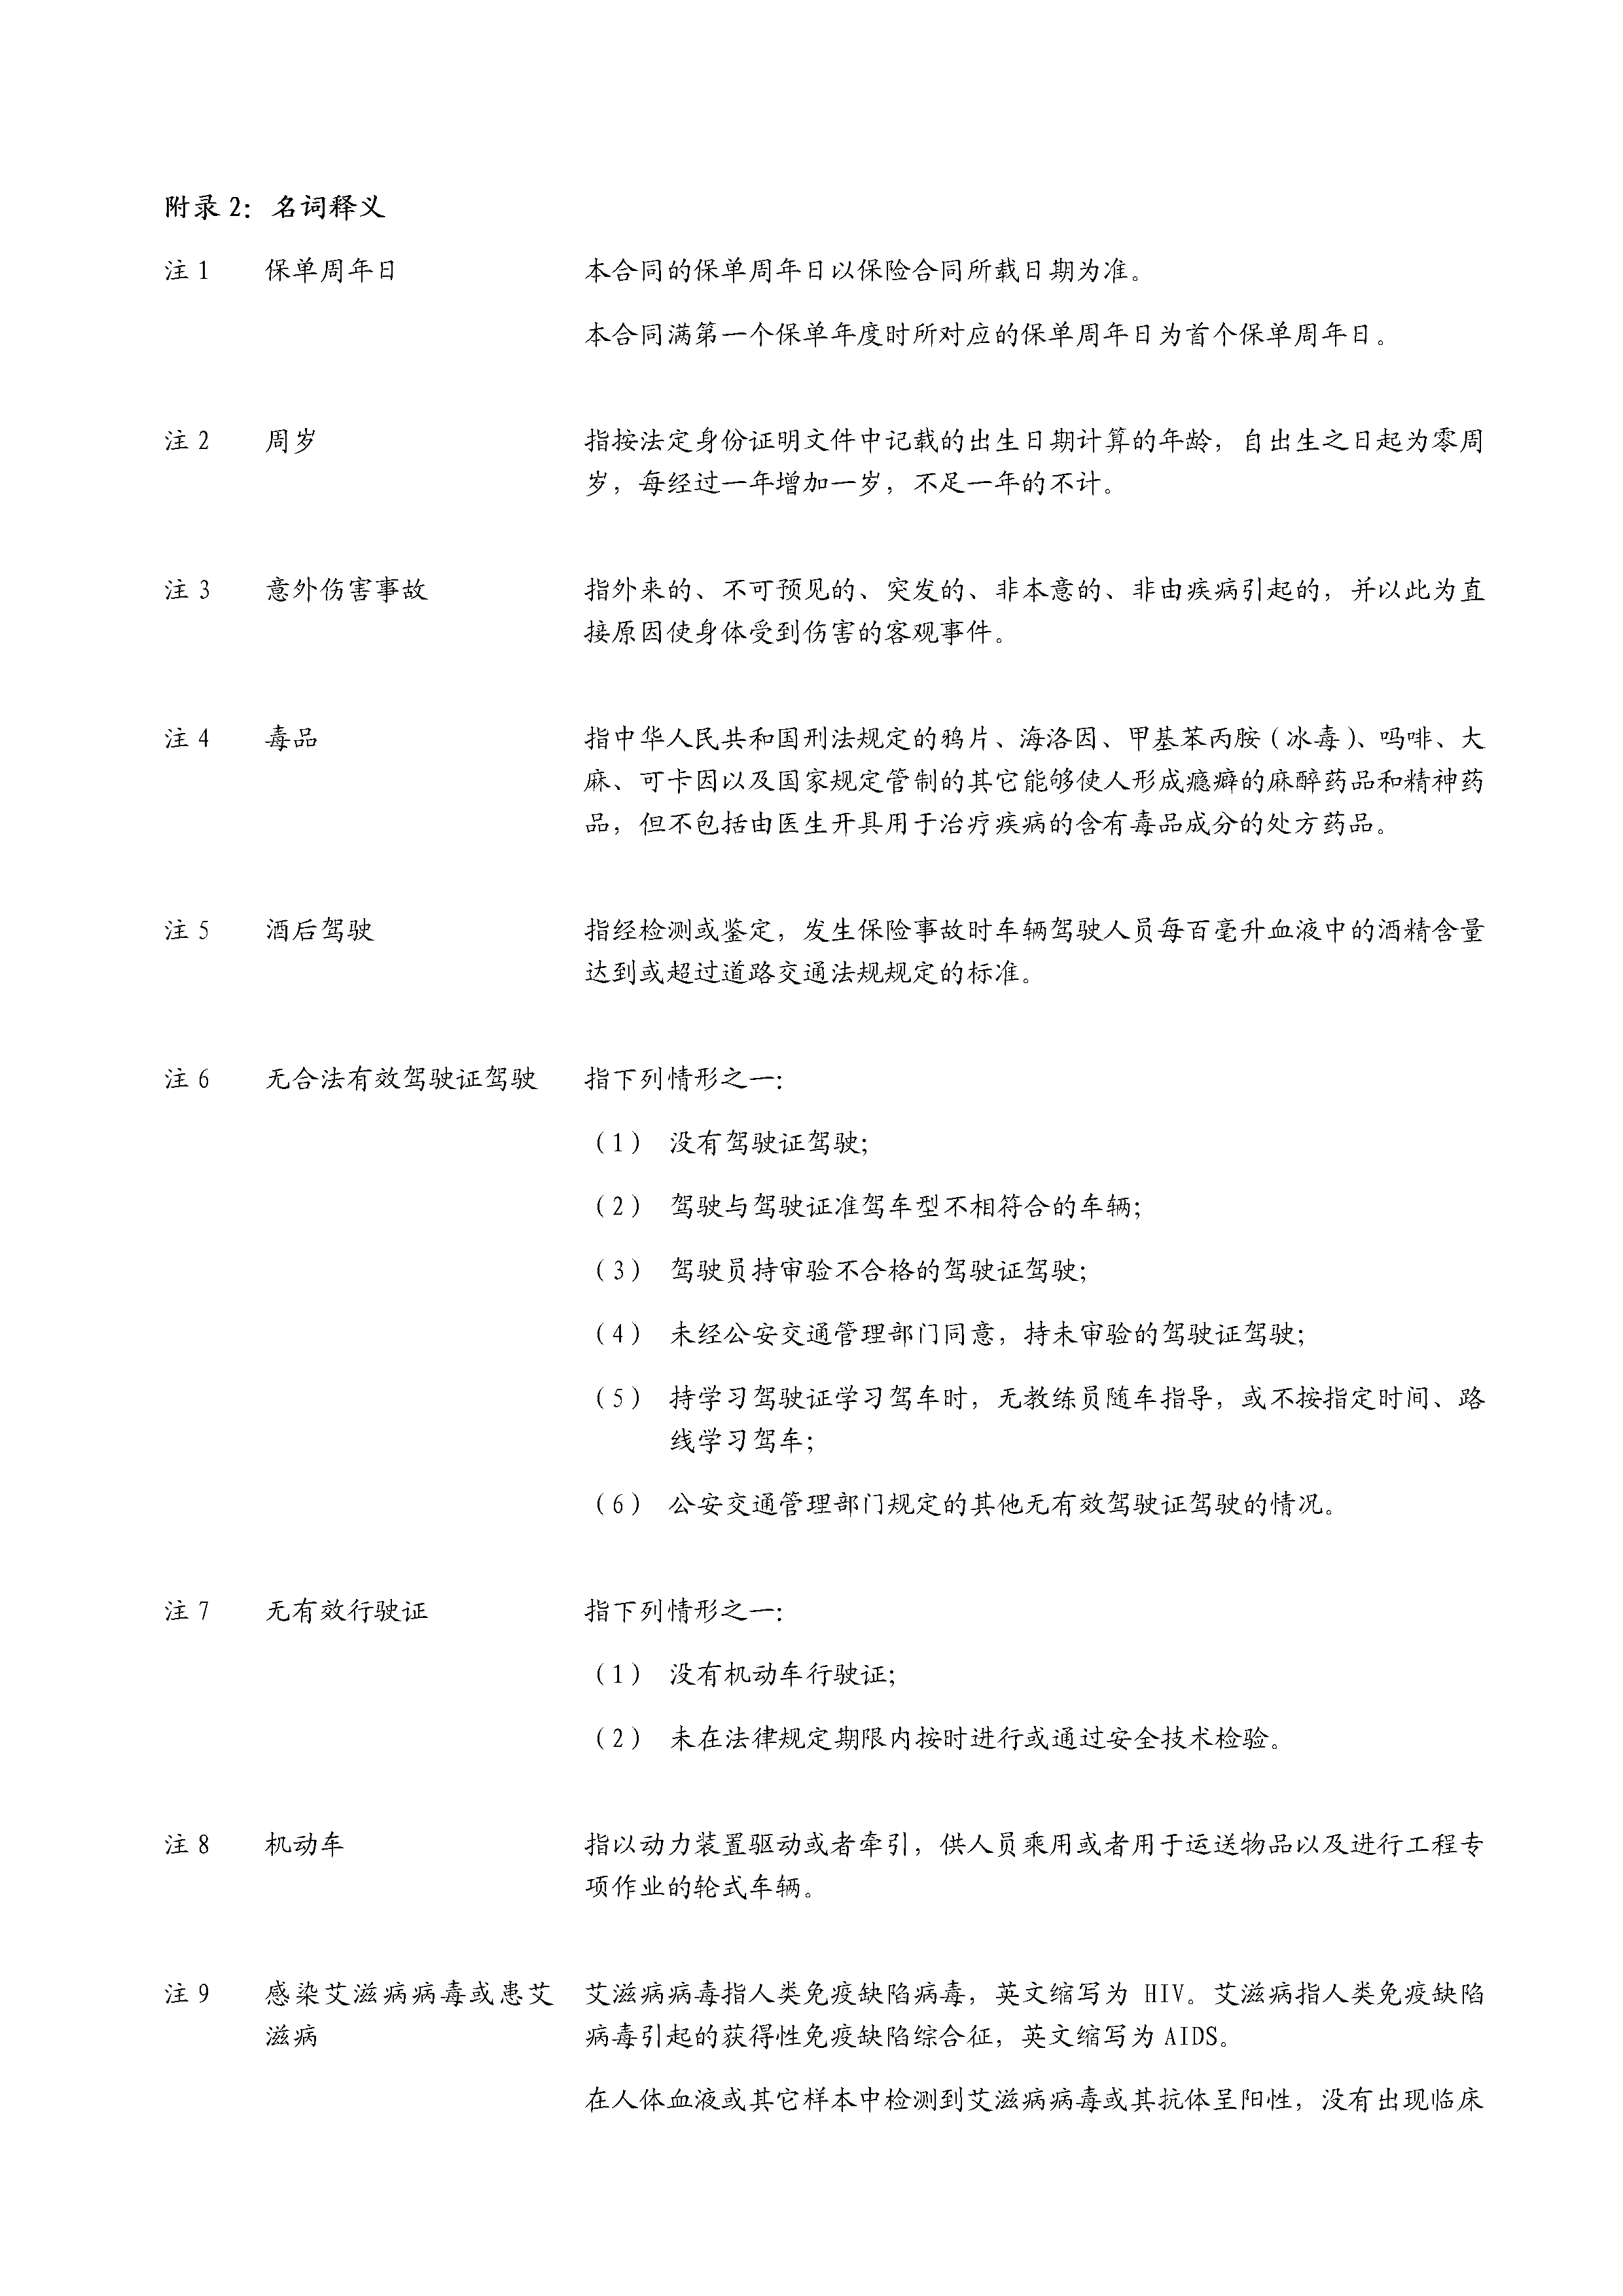 附录 2：名词释义
注 1 保单周年日 本合同的保单周年日以保险合同所载日期为准。
本合同满第一个保单年度时所对应的保单周年日为首个保单周年日。
注 2 周岁 指按法定身份证明文件中记载的出生日期计算的年龄，自出生之日起为零周
岁，每经过一年增加一岁，不足一年的不计。
注 3 意外伤害事故 指外来的、不可预见的、突发的、非本意的、非由疾病引起的，并以此为直
接原因使身体受到伤害的客观事件。
注 4 毒品 指中华人民共和国刑法规定的鸦片、海洛因、甲基苯丙胺（冰毒）、吗啡、大
麻、可卡因以及国家规定管制的其它能够使人形成瘾癖的麻醉药品和精神药
品，但不包括由医生开具用于治疗疾病的含有毒品成分的处方药品。
注 5 酒后驾驶 指经检测或鉴定，发生保险事故时车辆驾驶人员每百毫升血液中的酒精含量
达到或超过道路交通法规规定的标准。
注 6 无合法有效驾驶证驾驶 指下列情形之一：
（1） 没有驾驶证驾驶；
（2） 驾驶与驾驶证准驾车型不相符合的车辆；
（3） 驾驶员持审验不合格的驾驶证驾驶；
（4） 未经公安交通管理部门同意，持未审验的驾驶证驾驶；
（5） 持学习驾驶证学习驾车时，无教练员随车指导，或不按指定时间、路
线学习驾车；
（6） 公安交通管理部门规定的其他无有效驾驶证驾驶的情况。
注 7 无有效行驶证 指下列情形之一：
（1） 没有机动车行驶证；
（2） 未在法律规定期限内按时进行或通过安全技术检验。
注 8 机动车 指以动力装置驱动或者牵引，供人员乘用或者用于运送物品以及进行工程专
项作业的轮式车辆。
注 9 感染艾滋病病毒或患艾 艾滋病病毒指人类免疫缺陷病毒，英文缩写为 HIV。艾滋病指人类免疫缺陷
滋病 病毒引起的获得性免疫缺陷综合征，英文缩写为 AIDS。
在人体血液或其它样本中检测到艾滋病病毒或其抗体呈阳性，没有出现临床